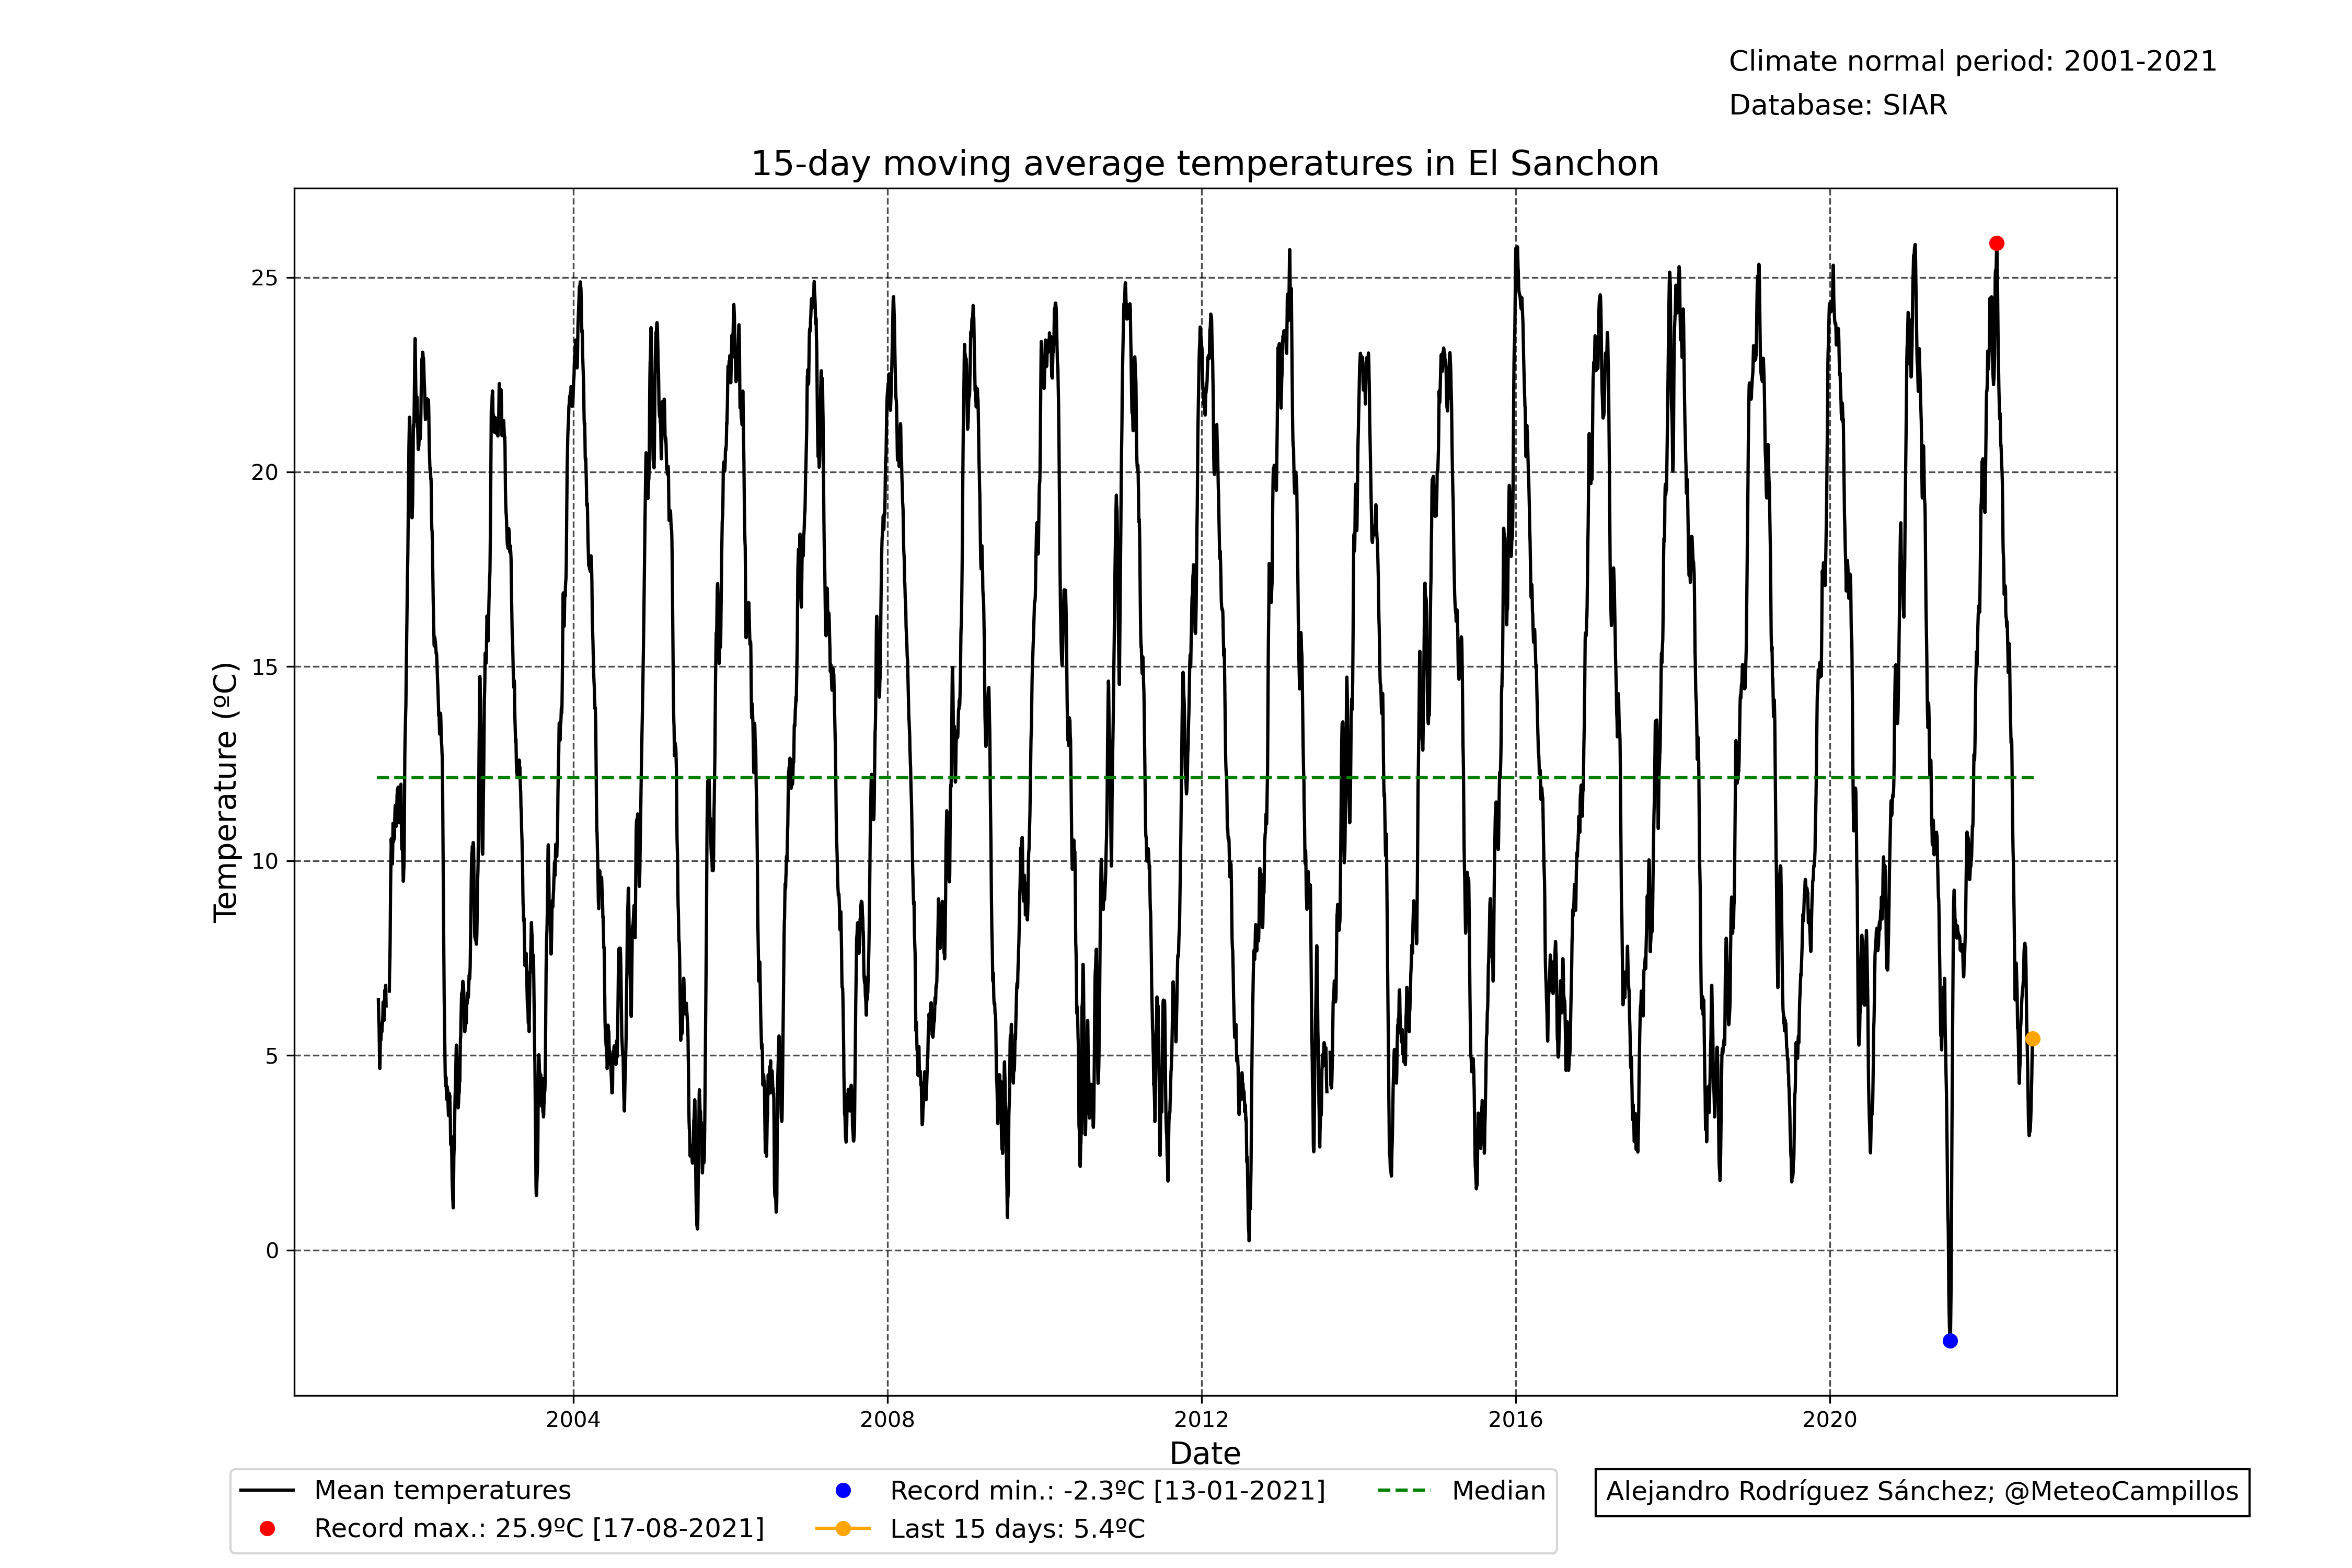 Climate normal period: 2001-2021
Database: SIAR
15-day moving average temperatures in El Sanchon
25
20
15
10
5
0
Temperature (ºC)
2004 2008 2012 2016 2020
Date
Mean temperatures
Record max.: 25.9ºC [17-08-2021]
Record min.: -2.3ºC [13-01-2021]
Last 15 days: 5.4ºC
Median
Alejandro Rodríguez Sánchez; @MeteoCampillos